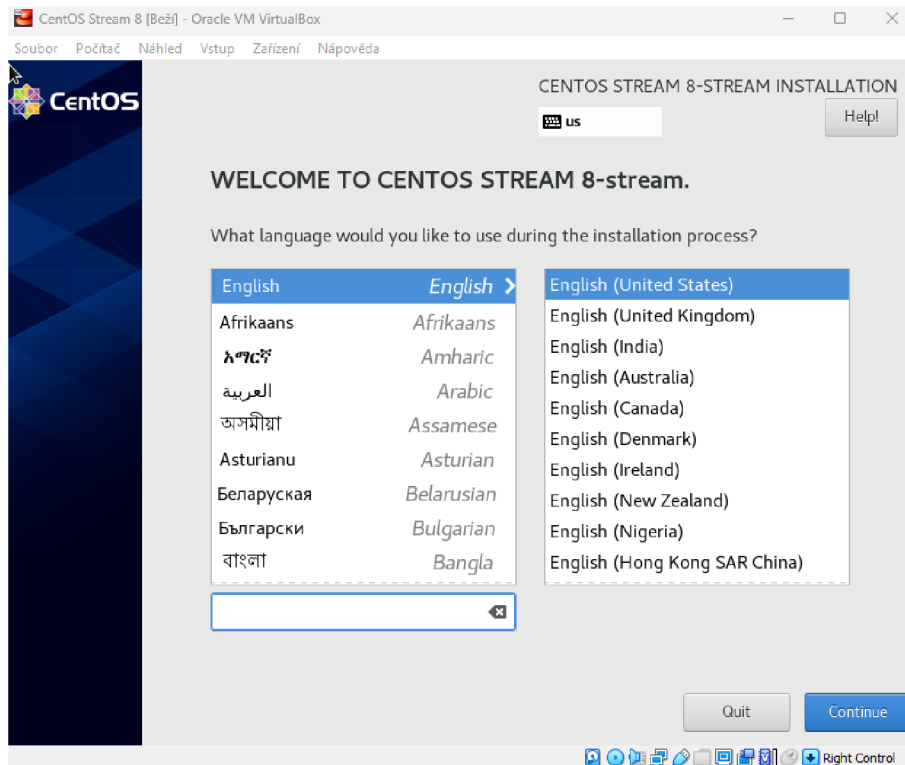 CentOS Stream 8 [Beží] - Oracle VM VirtualBox
Soubor Počítač Náhled Vstup Zařízení Nápověda
CentOS
CENTOS STREAM 8-STREAM INSTALLATION
us
Help!
WELCOME TO CENTOS STREAM 8-stream.
What language would you like to use during the installation process?
English English
Afrikaans Afrikaans
አማርኛ Amharic
العربية Arabic
অসমীয়া Assamese
Asturianu Asturian
Беларуская Belarusian
Български Bulgarian
বাংলা Bangla
English (United States)
English (United Kingdom)
English (India)
English (Australia)
English (Canada)
English (Denmark)
English (Ireland)
English (New Zealand)
English (Nigeria)
English (Hong Kong SAR China)
Quit
Continue
Right Control